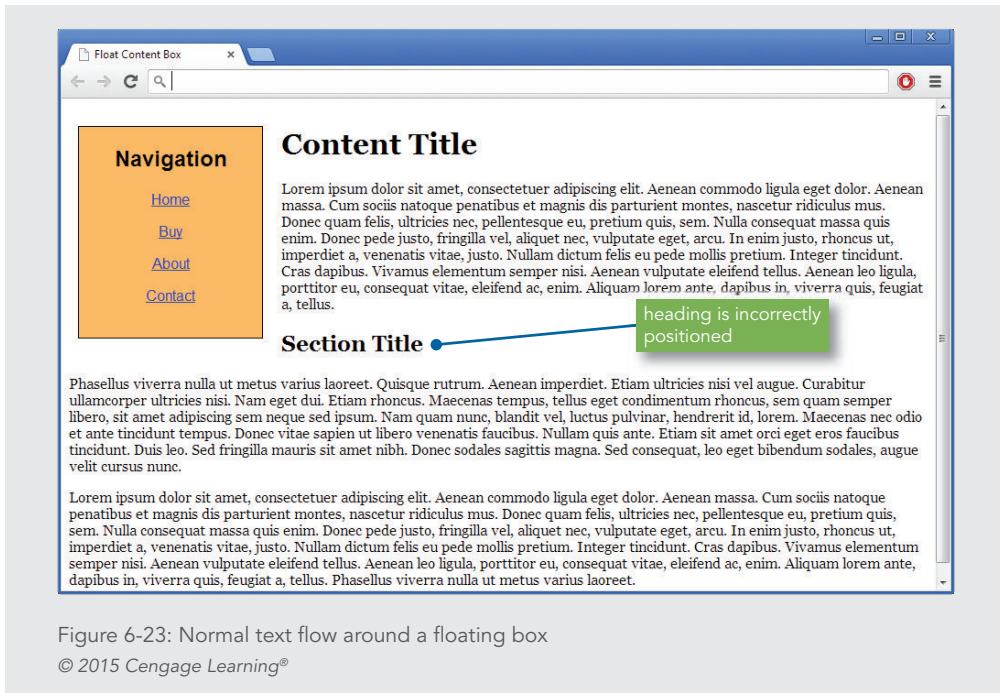 Float Content Box
Navigation
Home
Buy
About
Contact
Content Title
Lorem ipsum dolor sit amet, consectetuer adipiscing elit. Aenean commodo ligula eget dolor. Aenean
massa. Cum sociis natoque penatibus et magnis dis parturient montes, nascetur ridiculus mus.
Donec quam felis, ultricies nec, pellentesque eu, pretium quis, sem. Nulla consequat massa quis
enim. Donec pede justo, fringilla vel, aliquet nec, vulputate eget, arcu. In enim justo, rhoncus ut,
imperdiet a, venenatis vitae, justo. Nullam dictum felis eu pede mollis pretium. Integer tincidunt.
Cras dapibus. Vivamus elementum semper nisi. Aenean vulputate eleifend tellus. Aenean leo ligula,
porttitor eu, consequat vitae, eleifend ac, enim. Aliquam lorem ante, dapibus in, viverra quis, feugiat
a, tellus.
heading is incorrectly
positioned
Section Title
Phasellus viverra nulla ut metus varius laoreet. Quisque rutrum. Aenean imperdiet. Etiam ultricies nisi vel augue. Curabitur
ullamcorper ultricies nisi. Nam eget dui. Etiam rhoncus. Maecenas tempus, tellus eget condimentum rhoncus, sem quam semper
libero, sit amet adipiscing sem neque sed ipsum. Nam quam nunc, blandit vel, luctus pulvinar, hendrerit id, lorem. Maecenas nec odio
et ante tincidunt tempus. Donec vitae sapien ut libero venenatis faucibus. Nullam quis ante. Etiam sit amet orci eget eros faucibus
tincidunt. Duis leo. Sed fringilla mauris sit amet nibh. Donec sodales sagittis magna. Sed consequat, leo eget bibendum sodales, augue
velit cursus nunc.
Lorem ipsum dolor sit amet, consectetuer adipiscing elit. Aenean commodo ligula eget dolor. Aenean massa. Cum sociis natoque
penatibus et magnis dis parturient montes, nascetur ridiculus mus. Donec quam felis, ultricies nec, pellentesque eu, pretium quis,
sem. Nulla consequat massa quis enim. Donec pede justo, fringilla vel, aliquet nec, vulputate eget, arcu. In enim justo, rhoncus ut,
imperdiet a, venenatis vitae, justo. Nullam dictum felis eu pede mollis pretium. Integer tincidunt. Cras dapibus. Vivamus elementum
semper nisi. Aenean vulputate eleifend tellus. Aenean leo ligula, porttitor eu, consequat vitae, eleifend ac, enim. Aliquam lorem ante,
dapibus in, viverra quis, feugiat a, tellus. Phasellus viverra nulla ut metus varius laoreet.
Figure 6-23: Normal text flow around a floating box
© 2015 Cengage Learning®